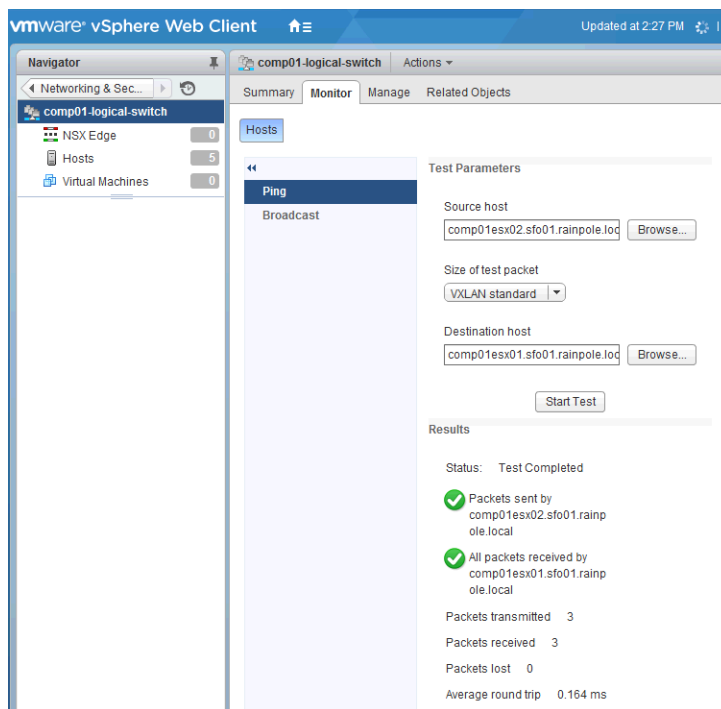 vmware® vSphere Web Client
Updated at 2:27 PM
Navigator
Networking & Sec...
comp01-logical-switch
NSX Edge 0
Hosts 5
Virtual Machines 0
comp01-logical-switch Actions
Summary Monitor Manage Related Objects
Hosts
Ping
Broadcast
Test Parameters
Source host
comp01esx02.sfo01.rainpole.loc Browse...
Size of test packet
VXLAN standard
Destination host
comp01esx01.sfo01.rainpole.loc Browse...
Start Test
Results
Status: Test Completed
Packets sent by
comp01esx02.sfo01.rainp
ole.local
All packets received by
comp01esx01.sfo01.rainp
ole.local
Packets transmitted 3
Packets received 3
Packets lost 0
Average round trip 0.164 ms